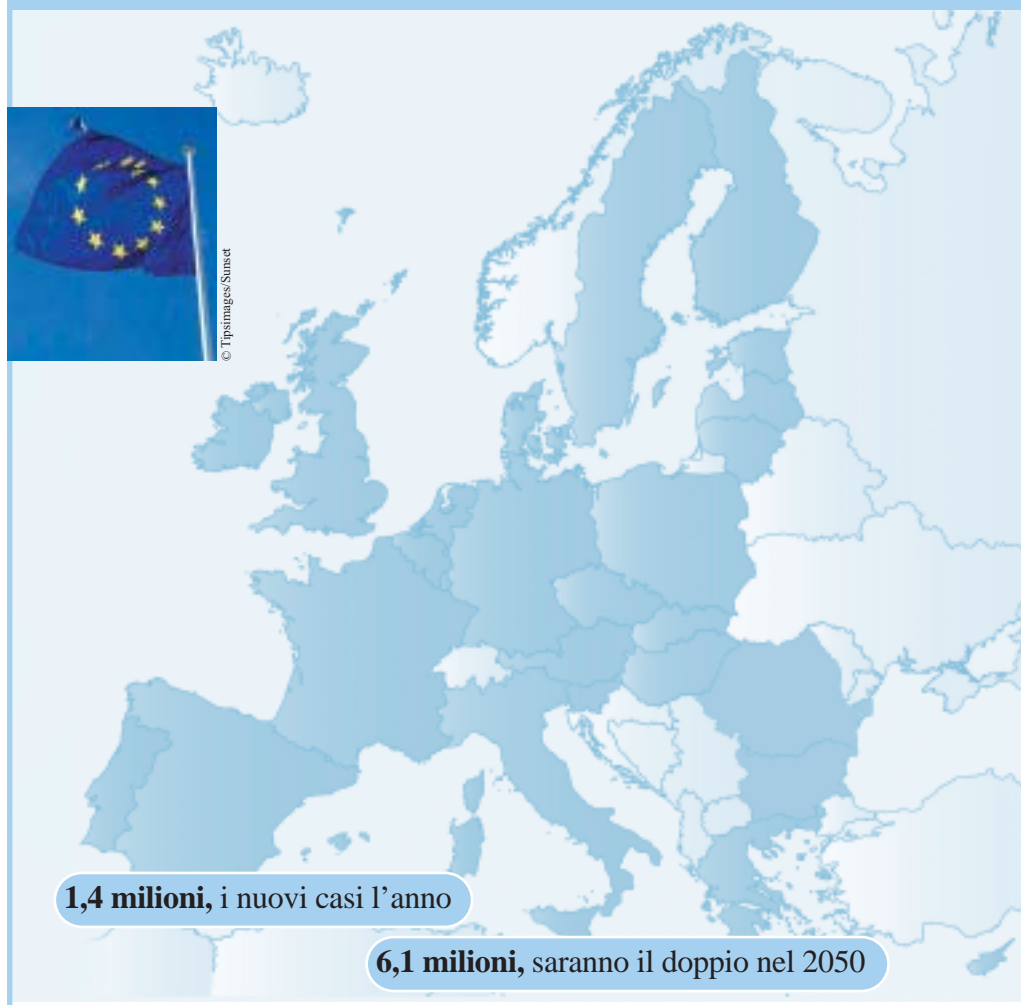 © Tipsimages/Sunset
1,4 milioni, i nuovi casi l’anno
6,1 milioni, saranno il doppio nel 2050